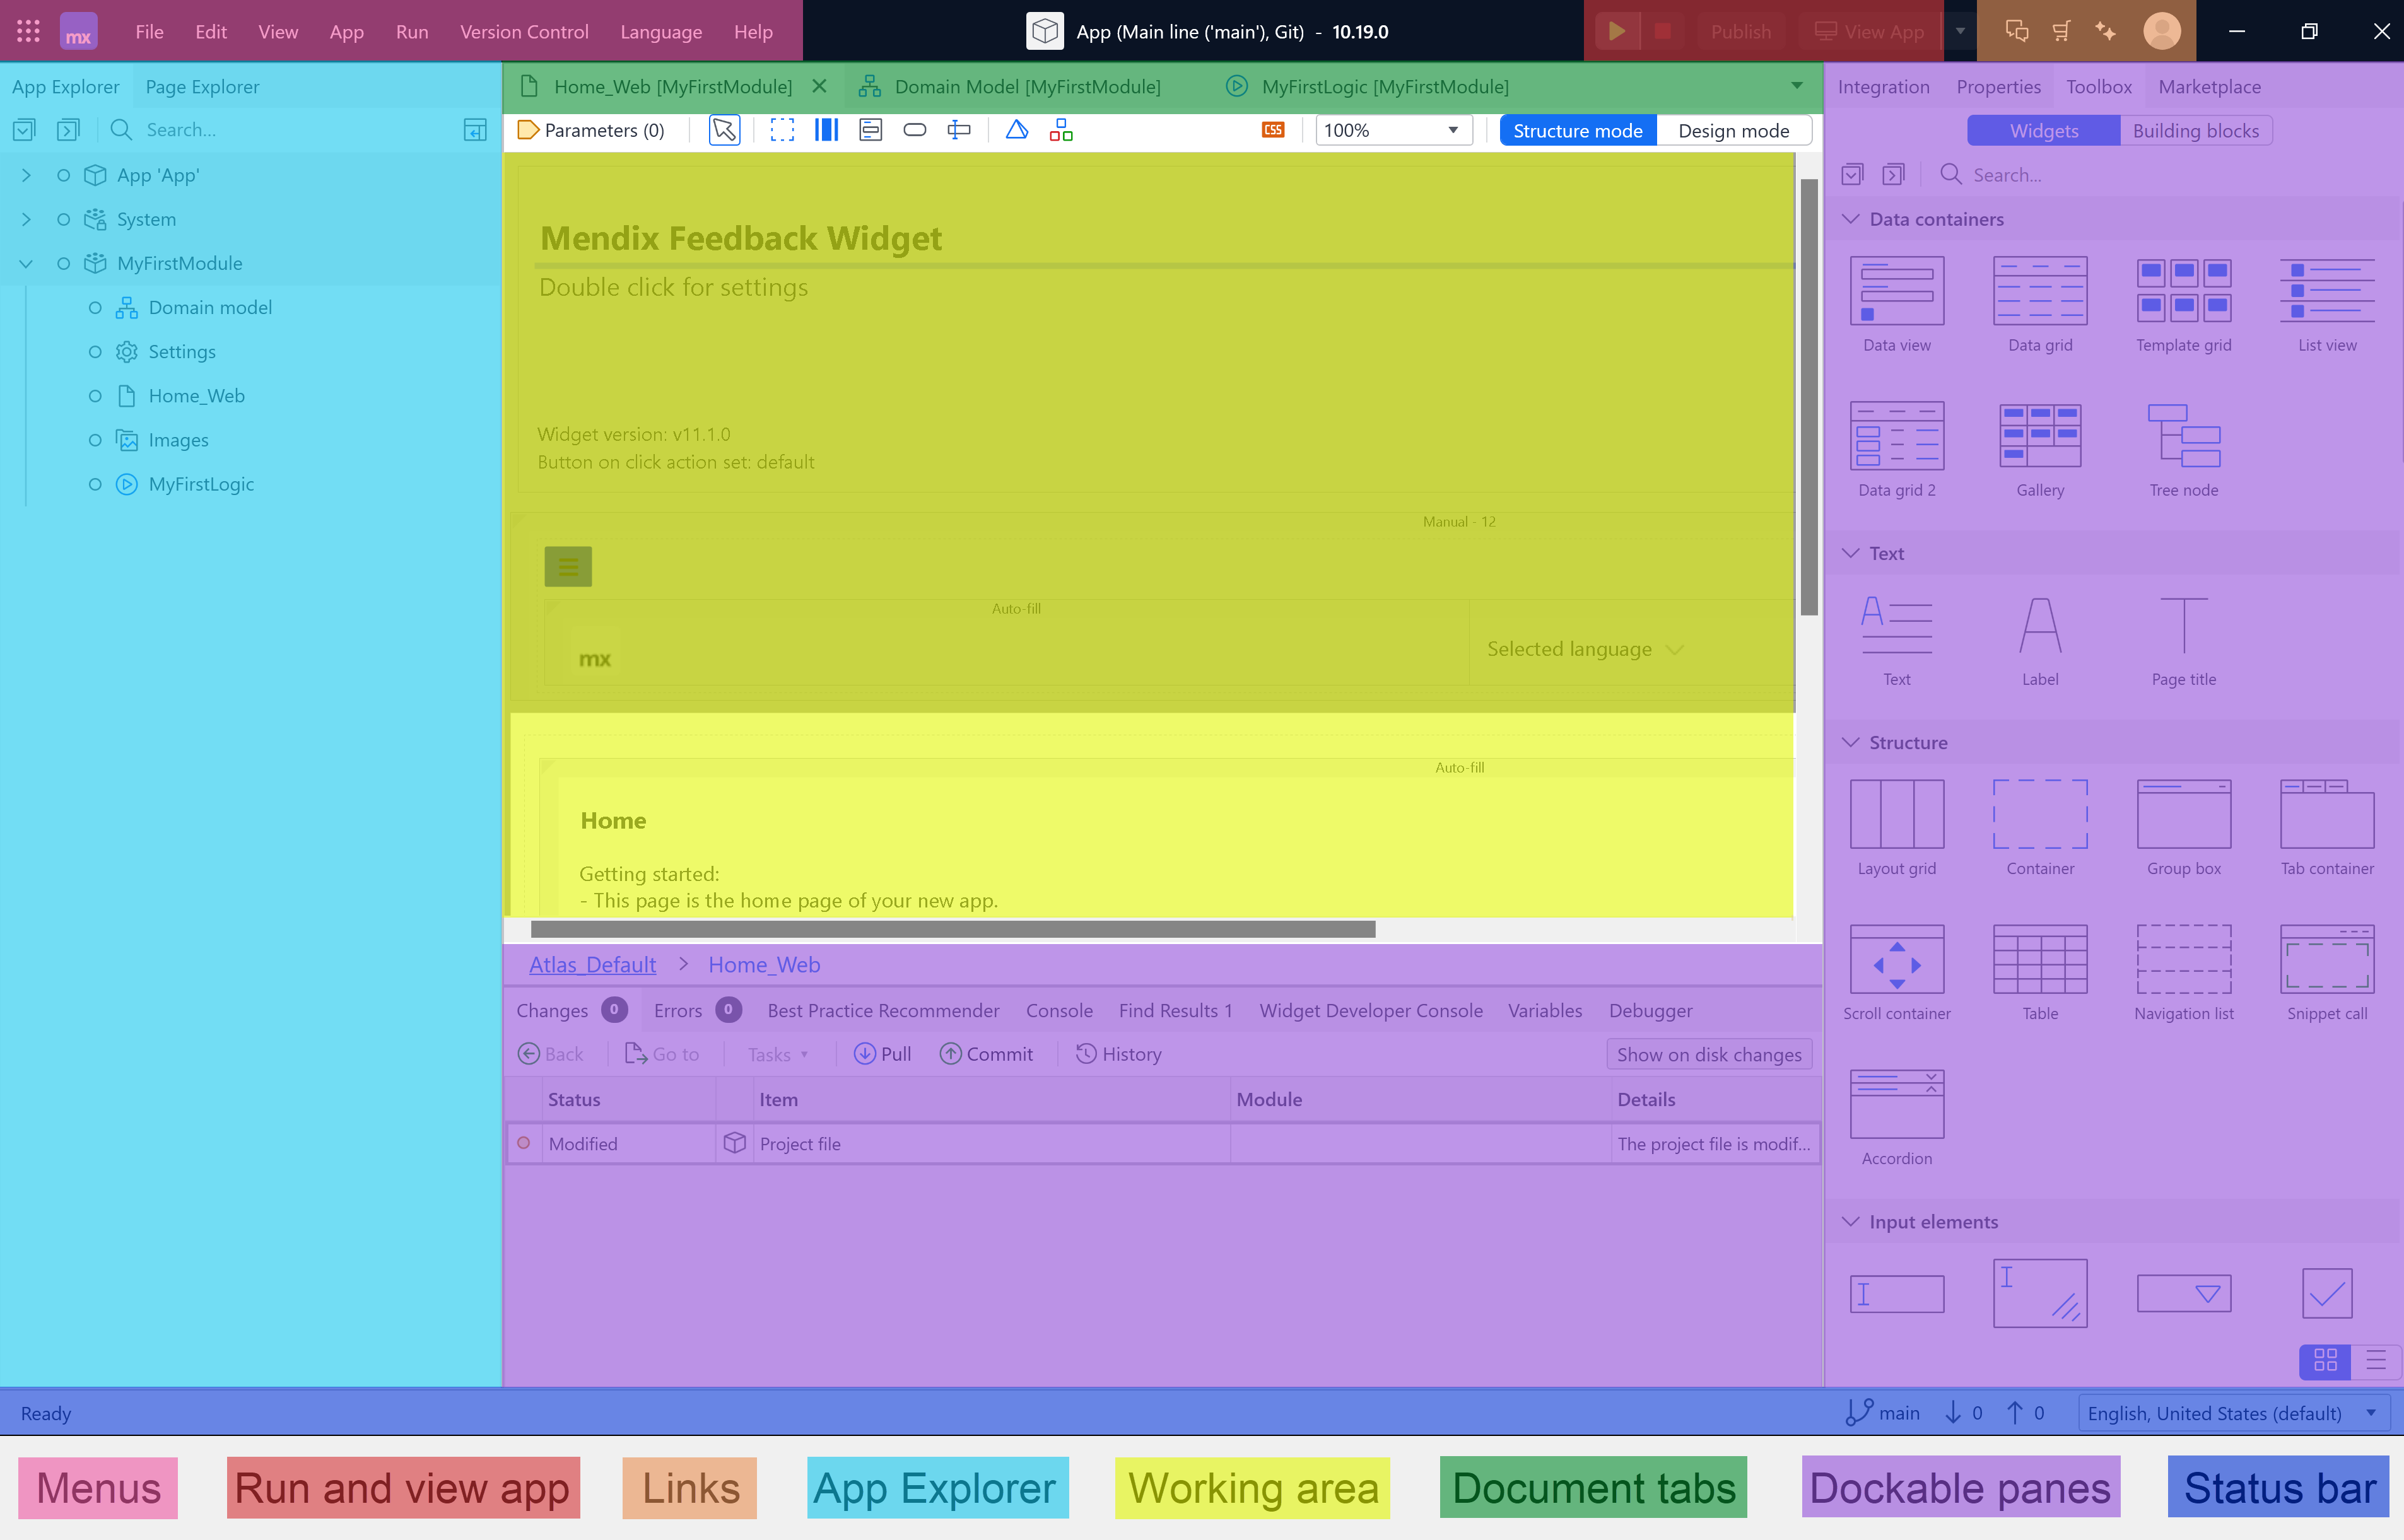 mx File Edit View App Run Version Control Language Help App (Main line ('main'), Git) - 10.19.0 Publish View App
App Explorer Page Explorer
Home_Web [MyFirstModule] Domain Model [MyFirstModule] MyFirstLogic [MyFirstModule]
Integration Properties Toolbox Marketplace
Search...
Parameters (0) CSS 100% Structure mode Design mode
Widgets Building blocks
Search...
App 'App'
System
MyFirstModule
Domain model
Settings
Home_Web
Images
MyFirstLogic
Mendix Feedback Widget
Double click for settings
Widget version: v11.1.0
Button on click action set: default
Manual - 12
Auto-fill
mx
Selected language
Auto-fill
Home
Getting started:
- This page is the home page of your new app.
Atlas_Default > Home_Web
Changes 0 Errors 0 Best Practice Recommender Console Find Results 1 Widget Developer Console Variables Debugger
Back Go to Tasks Pull Commit History Show on disk changes
Status Item Module Details
Modified Project file The project file is modif...
Data containers
Data view Data grid Template grid List view
Data grid 2 Gallery Tree node
Text
Text Label Page title
Structure
Layout grid Container Group box Tab container
Scroll container Table Navigation list Snippet call
Accordion
Input elements
Ready main 0 0 English, United States (default)
Menus Run and view app Links App Explorer Working area Document tabs Dockable panes Status bar